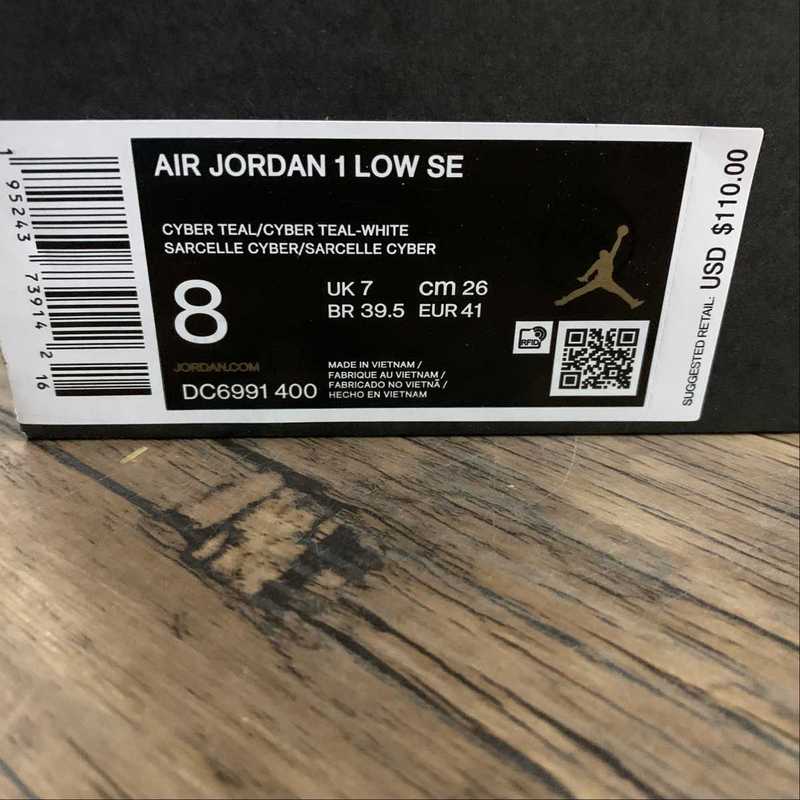 AIR JORDAN 1 LOW SE
CYBER TEAL/CYBER TEAL-WHITE
SARCELLE CYBER/SARCELLE CYBER
8
UK 7 cm 26
BR 39.5 EUR 41
RFID
JORDAN.COM
DC6991 400
MADE IN VIETNAM /
FABRIQUE AU VIETNAM /
FABRICADO NO VIETNÃ /
HECHO EN VIETNAM
SUGGESTED RETAIL: USD $110.00
1 95243 73914 2 16